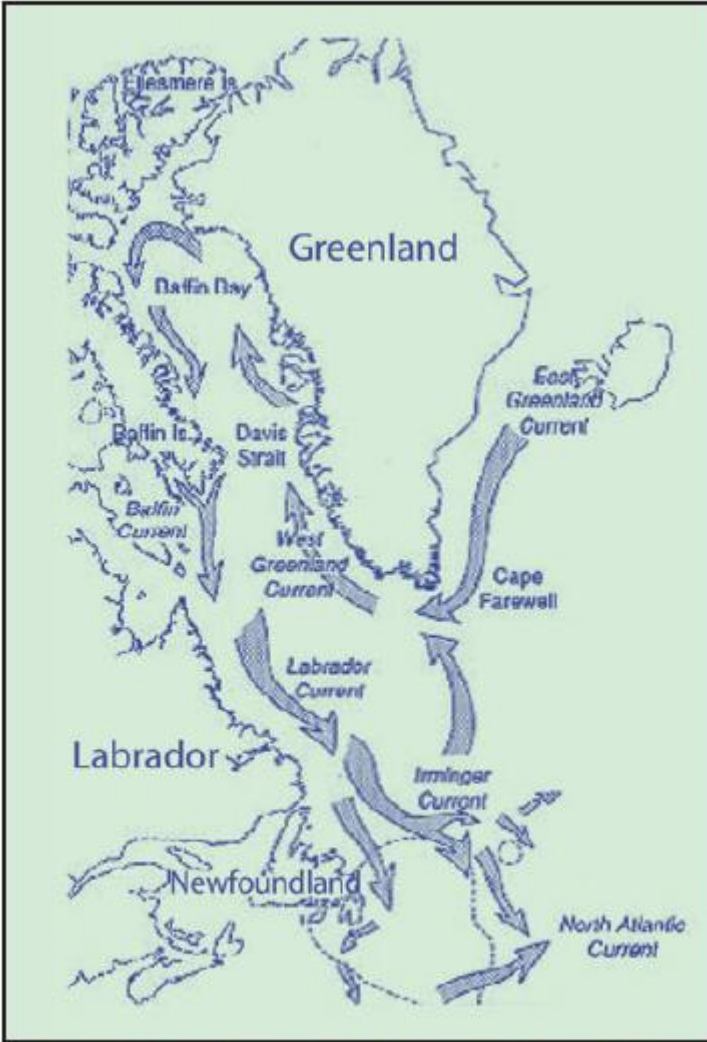 Ellesmere Is.
Greenland
Baffin Bay
East
Greenland
Current
Baffin Is.
Davis
Strait
Baffin
Current
West
Greenland
Current
Cape
Farewell
Labrador
Current
Labrador
Irminger
Current
Newfoundland
North Atlantic
Current